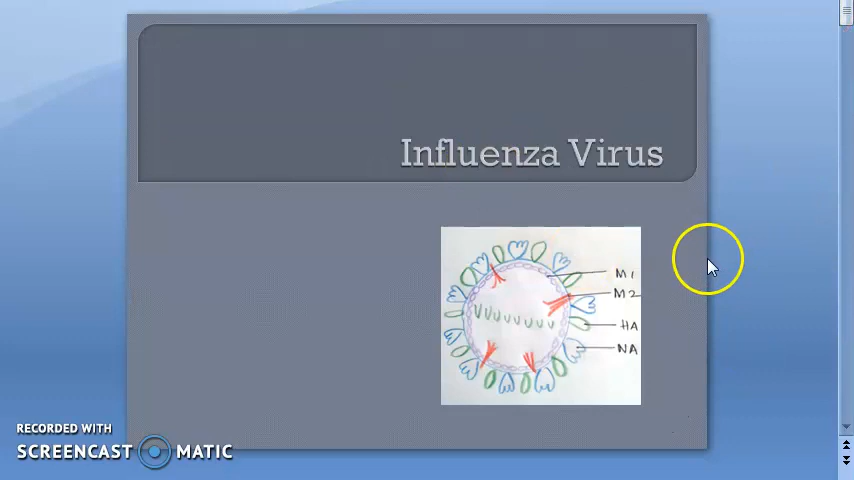 Influenza Virus
M1
M2
HA
NA
RECORDED WITH
SCREENCAST MATIC